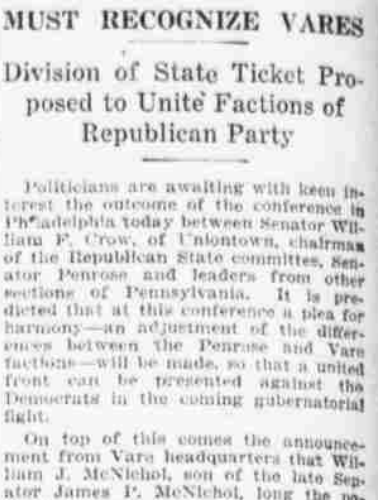 MUST RECOGNIZE VARES
Division of State Ticket Pro-
posed to Unite Factions of
Republican Party
Politicians are awaiting with keen in-
terest the outcome of the conference in
Philadelphia today between Senator Wil-
liam E. Crow, of Uniontown, chairman
of the Republican State committee, Sen-
ator Penrose and leaders from other
sections of Pennsylvania. It is pre-
dicted that at this conference a plea for
harmony—an adjustment of the differ-
ences between the Penrose and Vare
factions—will be made, so that a united
front can be presented against the
Democrats in the coming gubernatorial
fight.
On top of this comes the announce-
ment from Vare headquarters that Wil-
liam J. McNichol, son of the late Sen-
ator James P. McNichol, long the